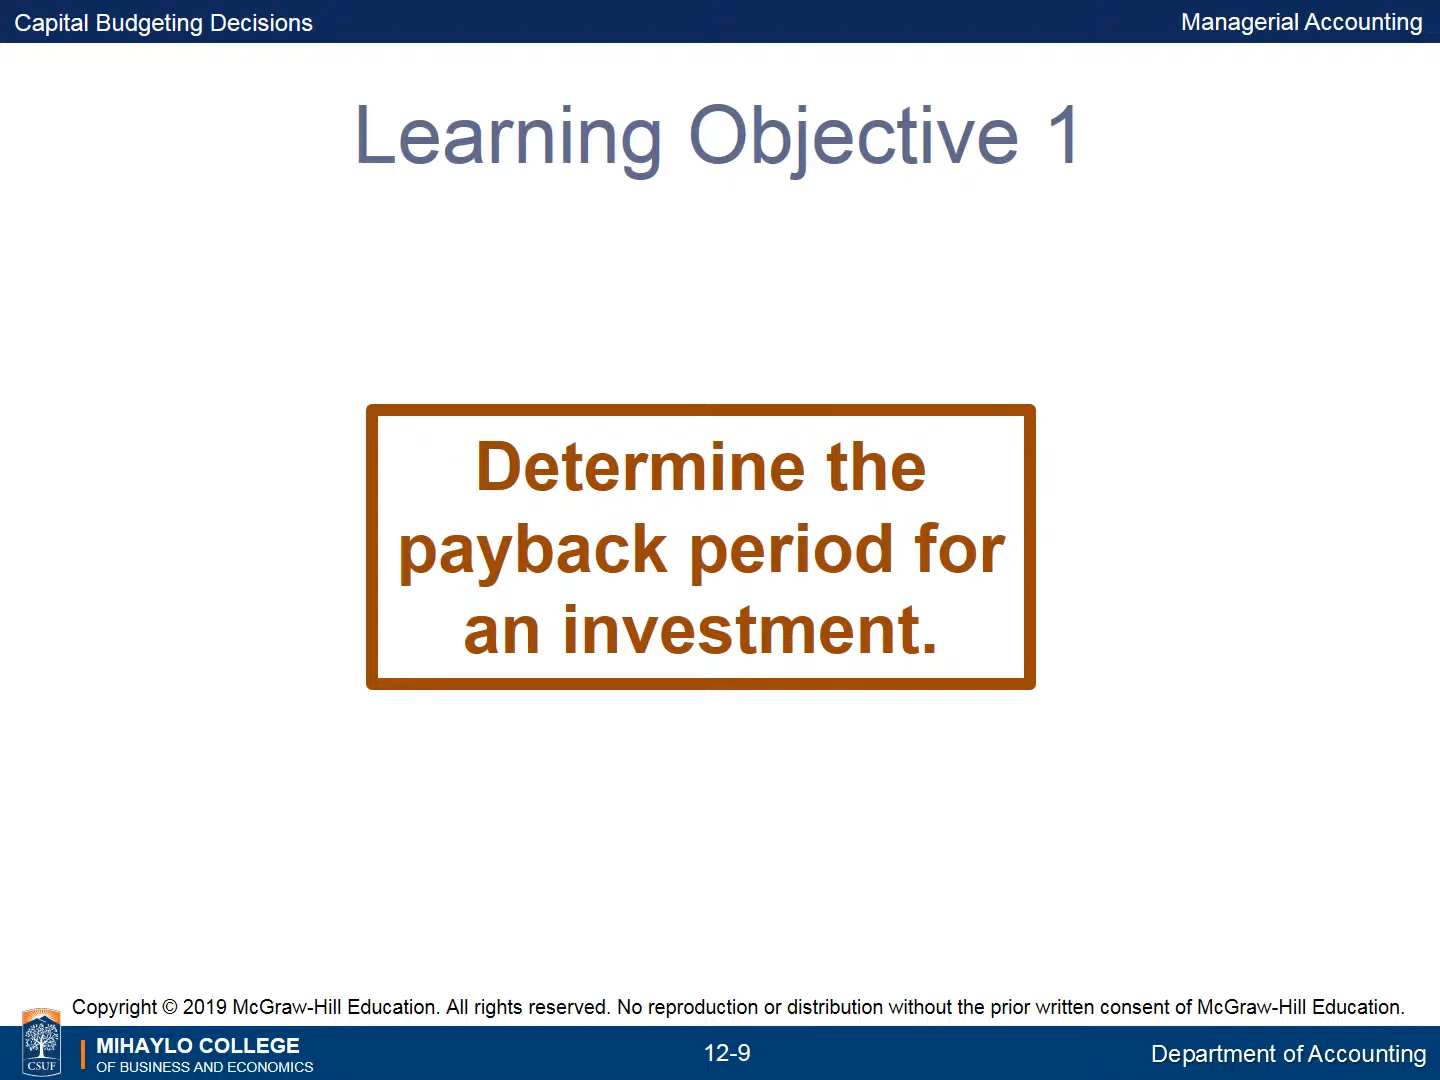 Capital Budgeting Decisions
Managerial Accounting
Learning Objective 1
Determine the
payback period for
an investment.
Copyright © 2019 McGraw-Hill Education. All rights reserved. No reproduction or distribution without the prior written consent of McGraw-Hill Education.
CSUF
MIHAYLO COLLEGE
OF BUSINESS AND ECONOMICS
12-9
Department of Accounting